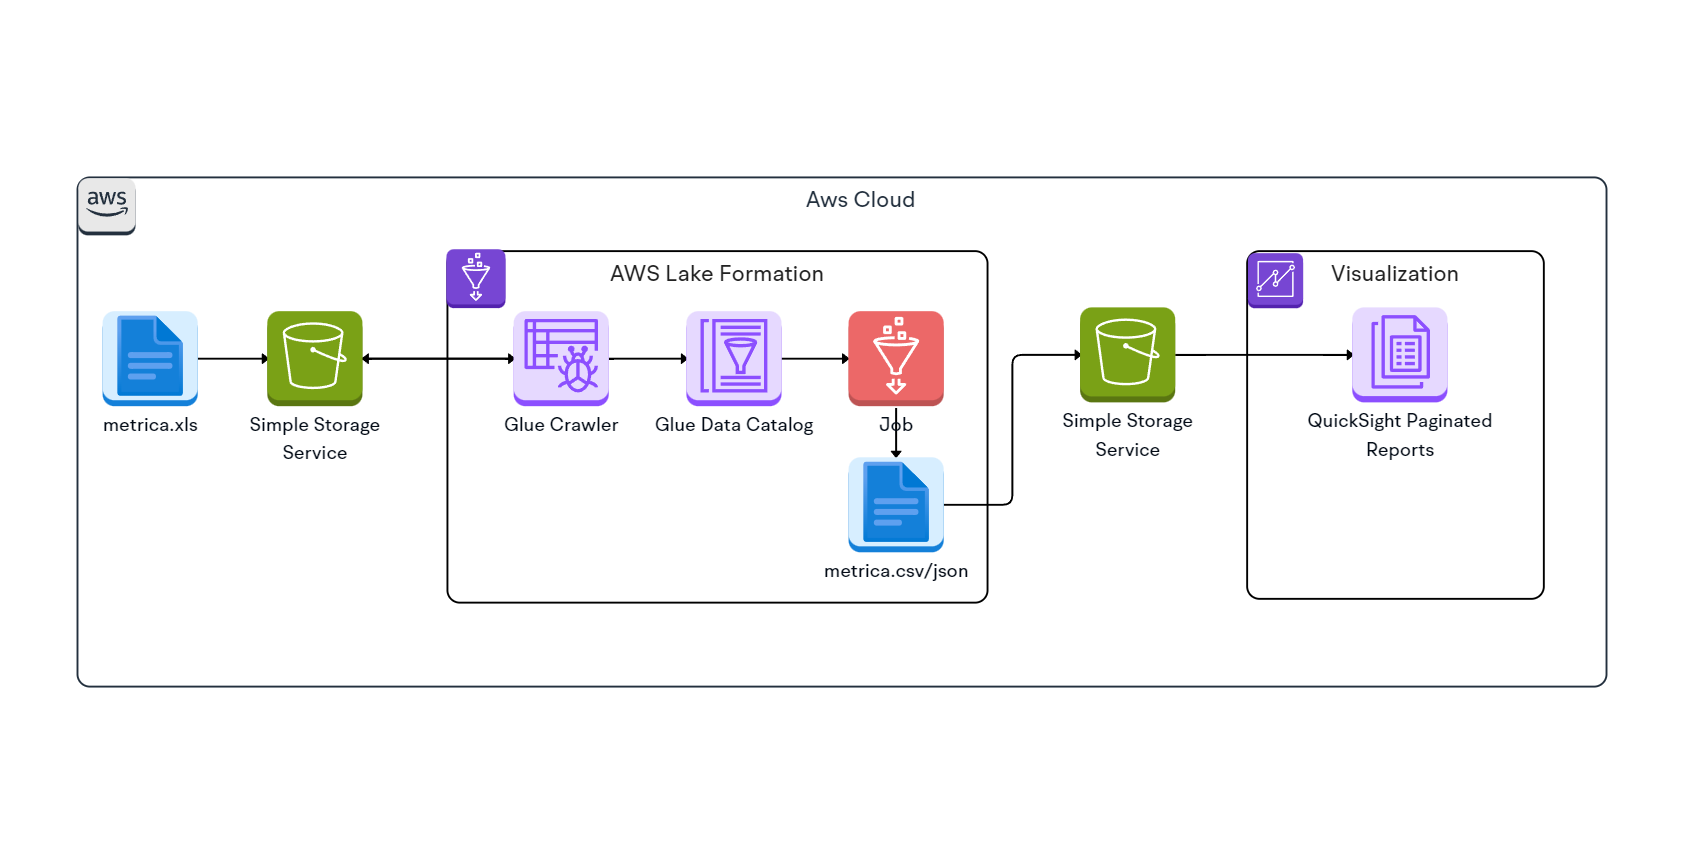 aws
Aws Cloud
AWS Lake Formation
Visualization
metrica.xls
Simple Storage
Service
Glue Crawler
Glue Data Catalog
Job
metrica.csv/json
Simple Storage
Service
QuickSight Paginated
Reports